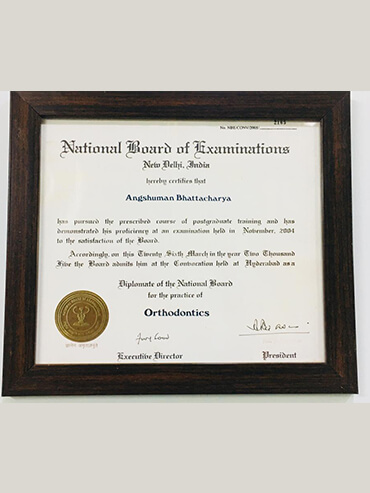 No. NBE/CONV/2005/ 2195
National Board of Examinations
New Delhi, India
hereby certifies that
Angshuman Bhattacharya
has pursued the prescribed course of postgraduate training and has
demonstrated his proficiency at an examination held in November, 2004
to the satisfaction of the Board.
Accordingly, on this Twenty Sixth March in the year Two Thousand
Five the Board admits him at the Convocation held at Hyderabad as a
Diplomate of the National Board
for the practice of
Orthodontics
Executive Director
President